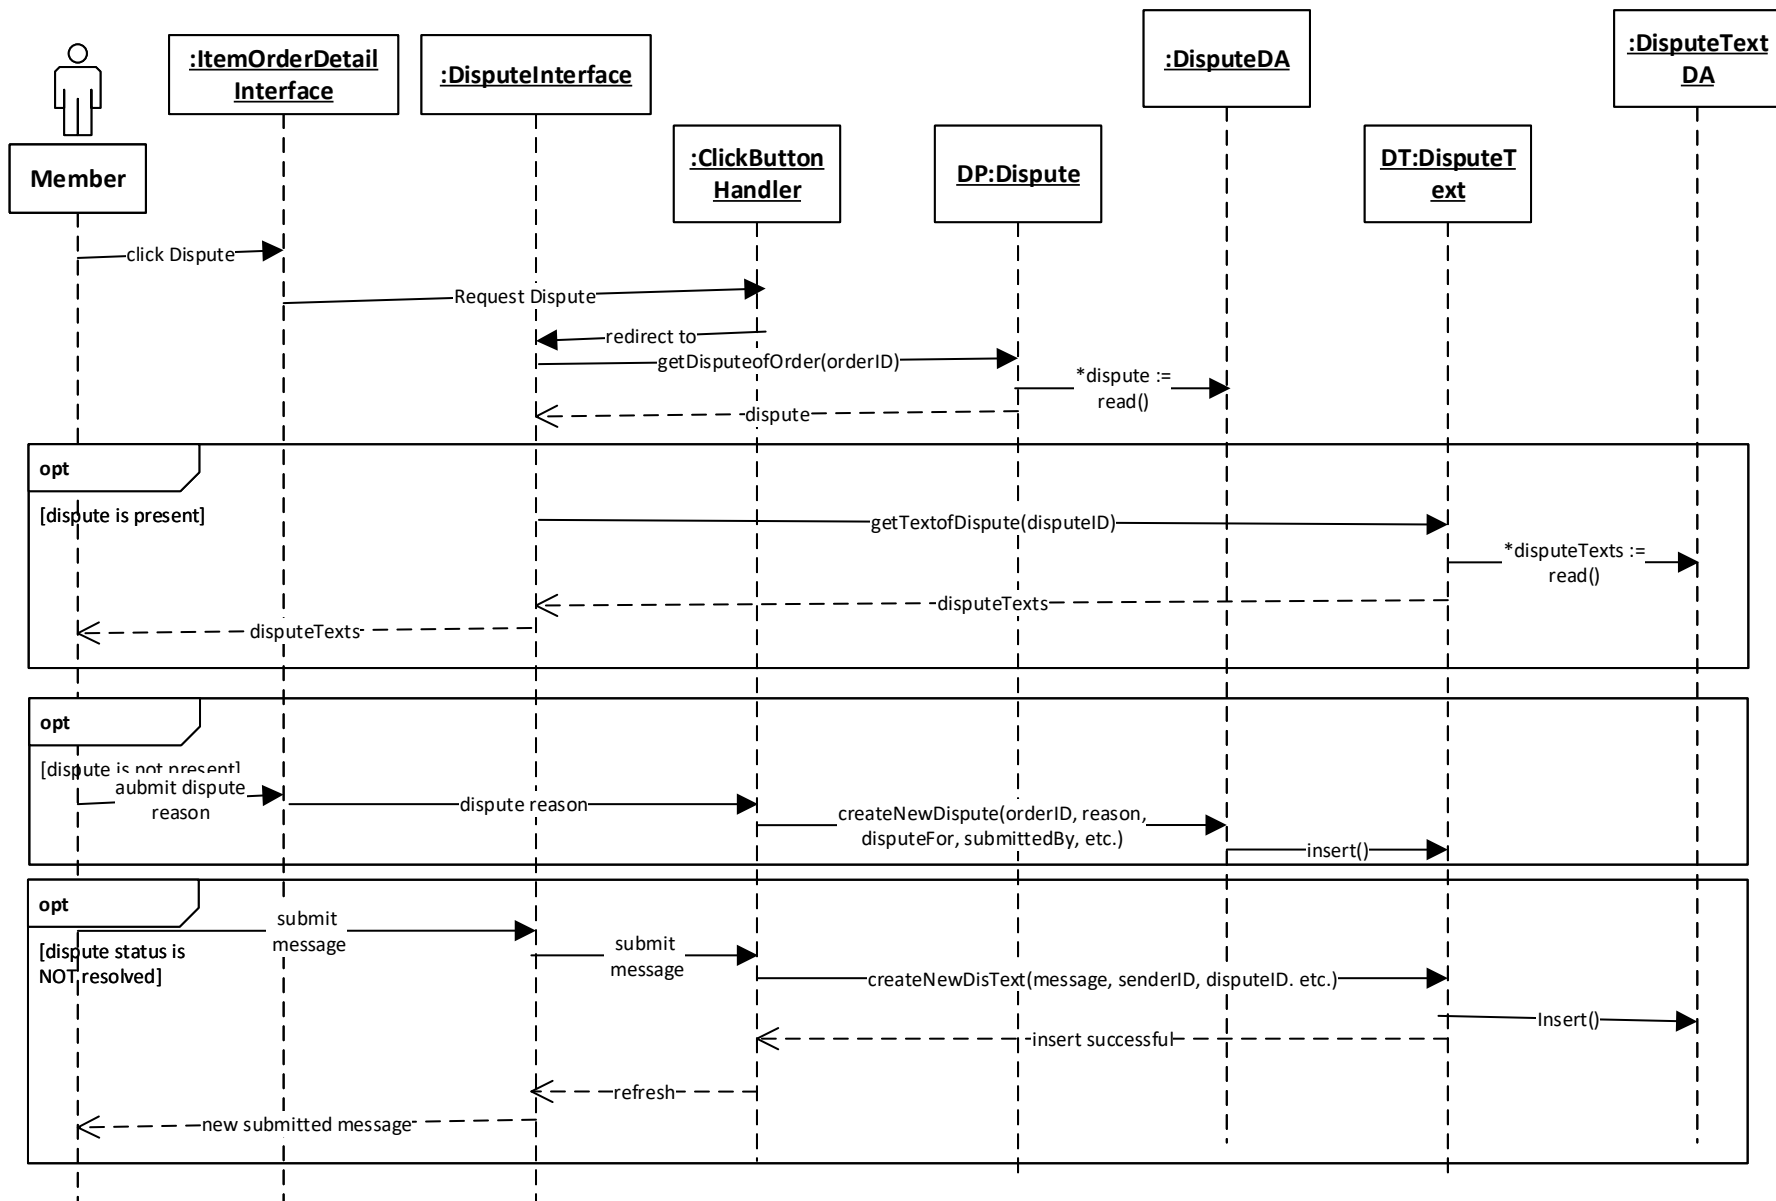 :ItemOrderDetail
Interface
:DisputeInterface
:DisputeDA
:DisputeText
DA
Member
:ClickButton
Handler
DP:Dispute
DT:DisputeT
ext
click Dispute
Request Dispute
redirect to
getDisputeofOrder(orderID)
*dispute :=
read()
dispute
opt
[dispute is present]
getTextofDispute(disputeID)
*disputeTexts :=
read()
disputeTexts
disputeTexts
opt
[dispute is not present]
aubmit dispute
reason
dispute reason
createNewDispute(orderID, reason,
disputeFor, submittedBy, etc.)
insert()
opt
[dispute status is
NOT resolved]
submit
message
submit
message
createNewDisText(message, senderID, disputeID. etc.)
Insert()
insert successful
refresh
new submitted message